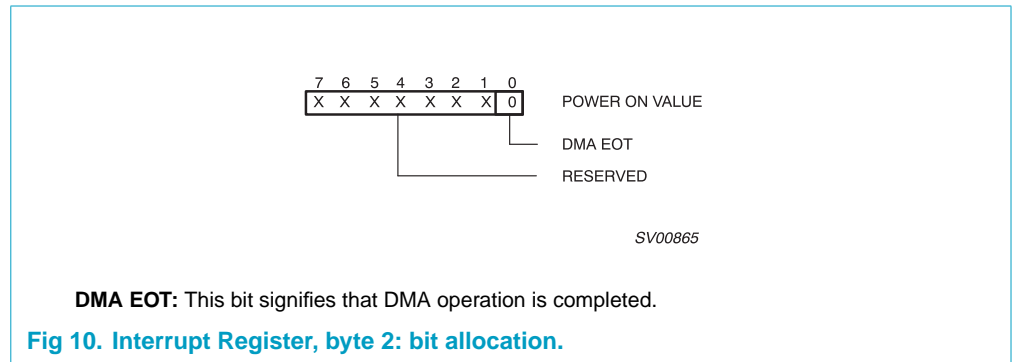 7 6 5 4 3 2 1 0
X X X X X X X 0 POWER ON VALUE
DMA EOT
RESERVED
SV00865
DMA EOT: This bit signifies that DMA operation is completed.
Fig 10. Interrupt Register, byte 2: bit allocation.